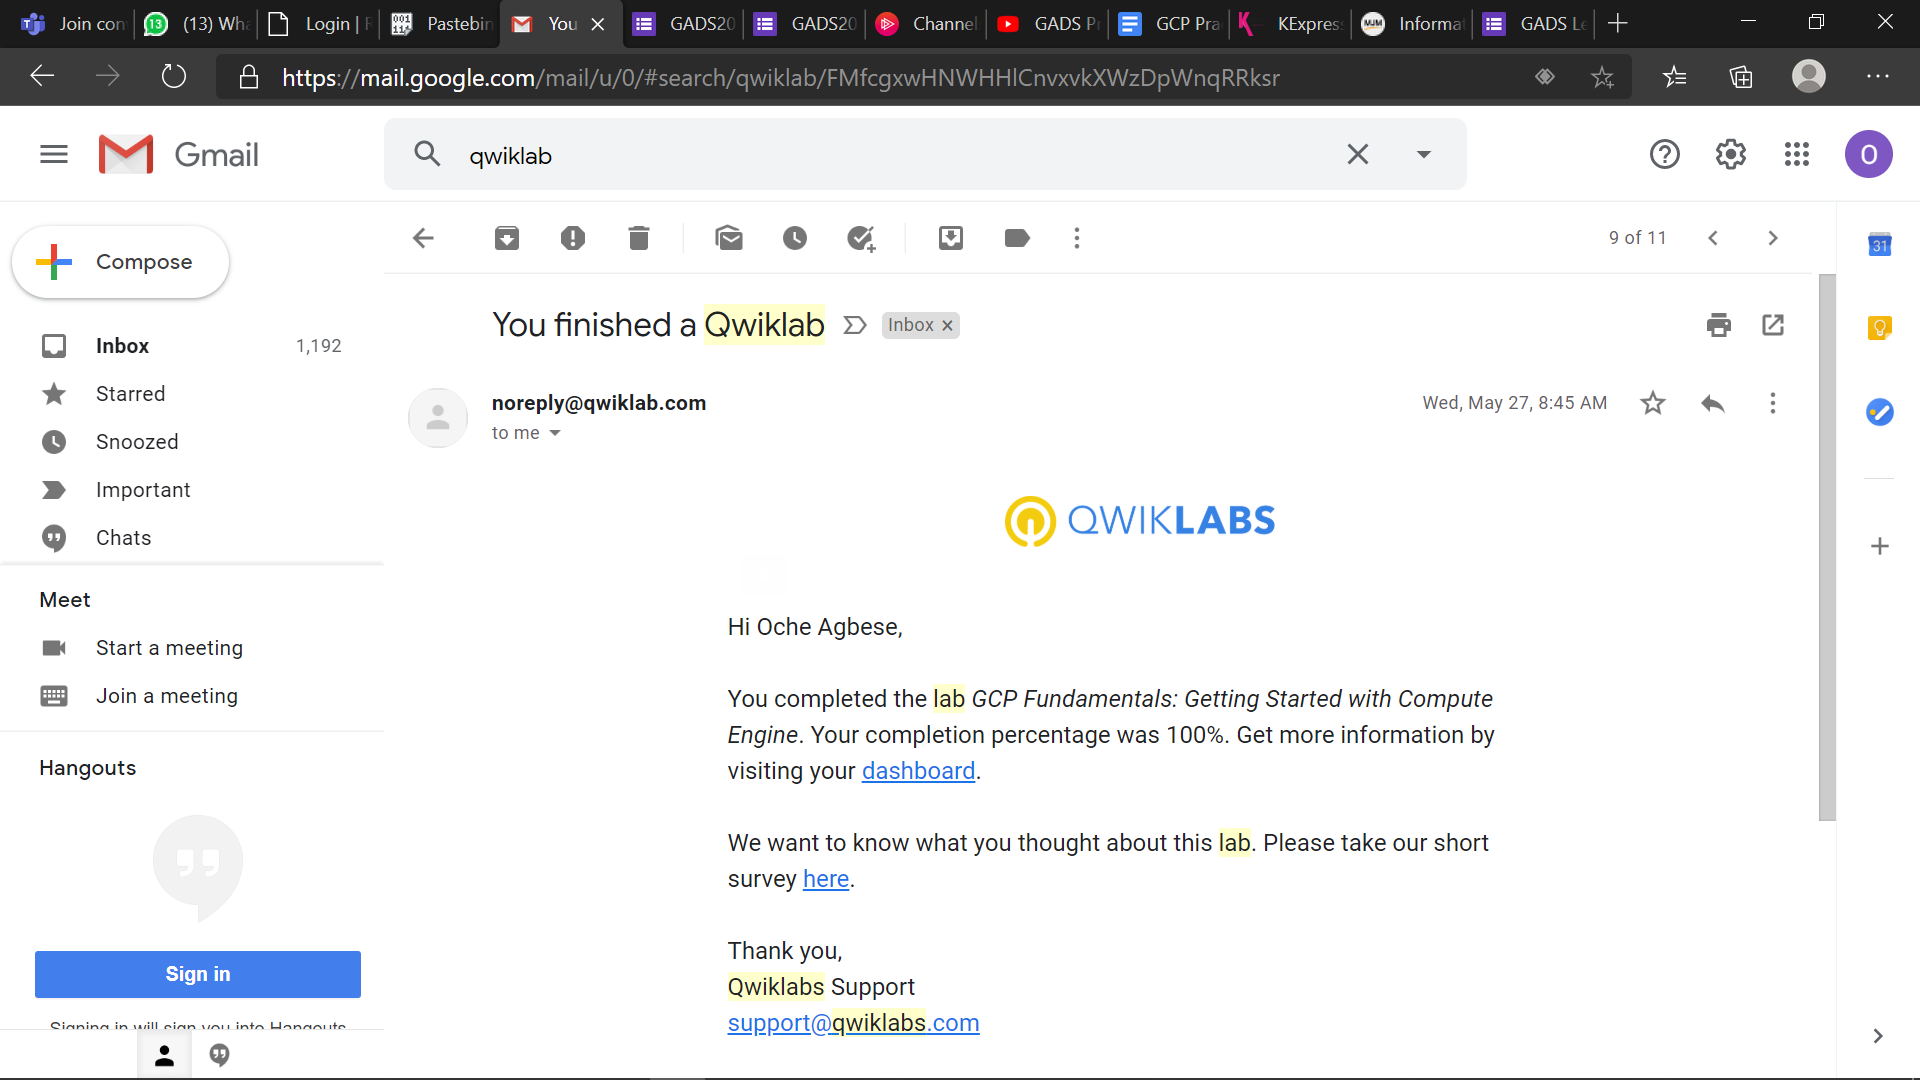 Join con
(13) Wha
Login | R
Pastebin
You
GADS20
GADS20
Channel
GADS Pr
GCP Pra
KExpres
Informat
GADS Le
https://mail.google.com/mail/u/0/#search/qwiklab/FMfcgxwHNWHHlCnvxvkXWzDpWnqRRksr
Gmail
qwiklab
O
Compose
9 of 11
31
You finished a Qwiklab
Inbox
Inbox 1,192
Starred
Snoozed
Important
Chats
noreply@qwiklab.com
Wed, May 27, 8:45 AM
to me
QWIKLABS
Meet
Start a meeting
Join a meeting
Hangouts
Sign in
Signing in will sign you into Hangouts
Hi Oche Agbese,
You completed the lab GCP Fundamentals: Getting Started with Compute
Engine. Your completion percentage was 100%. Get more information by
visiting your dashboard.
We want to know what you thought about this lab. Please take our short
survey here.
Thank you,
Qwiklabs Support
support@qwiklabs.com